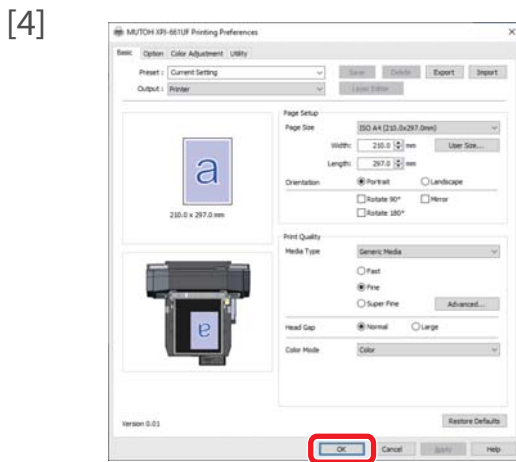 [4]
MUTOH XPJ-661UF Printing Preferences
Basic Option Color Adjustment Utility
Preset : Current Setting Save Delete Export Import
Output : Printer Layer Editor
a
210.0 x 297.0 mm
a
Version 0.01
Page Setup
Page Size ISO A4 (210.0x297.0mm)
Width: 210.0 mm User Size...
Length: 297.0 mm
Orientation Portrait Landscape
Rotate 90° Mirror
Rotate 180°
Print Quality
Media Type Generic Media
Fast
Fine
Super Fine Advanced...
Head Gap Normal Large
Color Mode Color
Restore Defaults
OK Cancel Apply Help